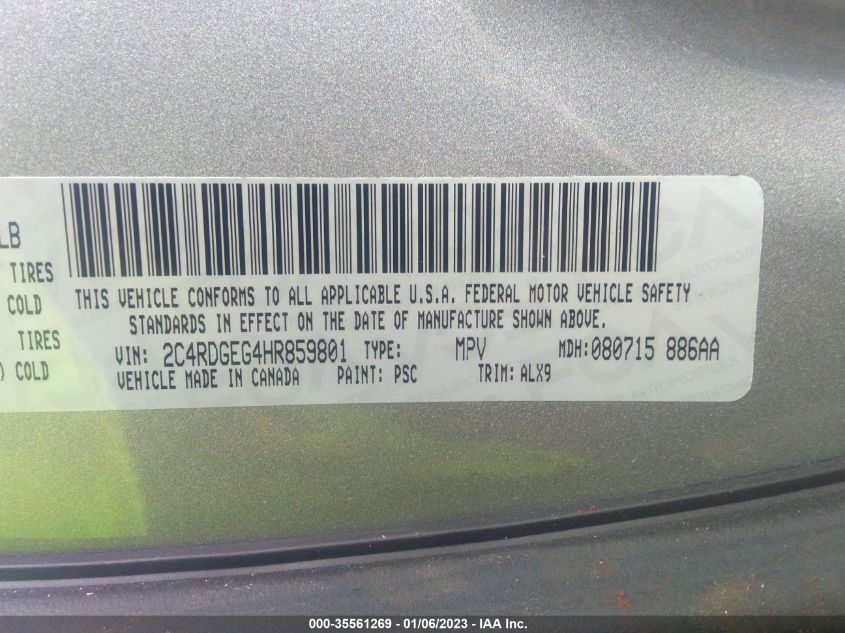 LB
TIRES
COLD
TIRES
) COLD
THIS VEHICLE CONFORMS TO ALL APPLICABLE U.S.A. FEDERAL MOTOR VEHICLE SAFETY
STANDARDS IN EFFECT ON THE DATE OF MANUFACTURE SHOWN ABOVE.
VIN: 2C4RDGEG4HR859801 TYPE: MPV MDH:080715 886AA
VEHICLE MADE IN CANADA PAINT: PSC TRIM: ALX9
000-35561269 - 01/06/2023 - IAA Inc.